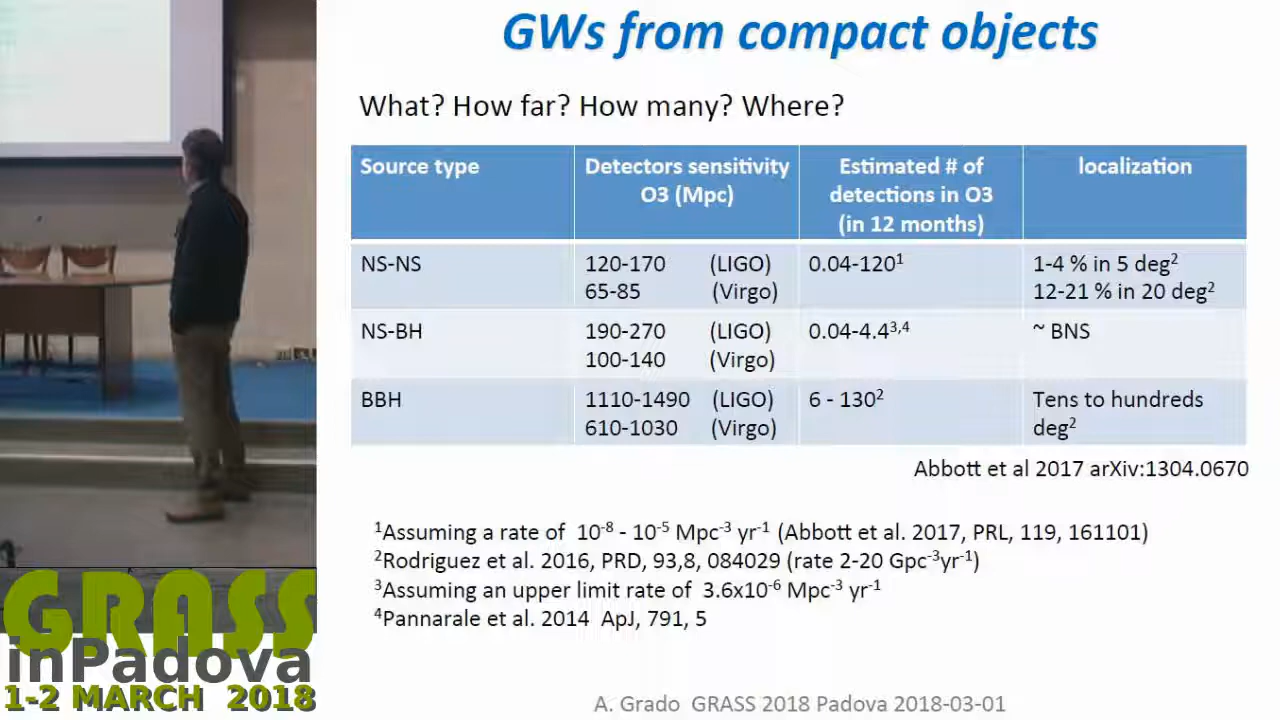 GWs from compact objects
What? How far? How many? Where?
Source type
Detectors sensitivity
O3 (Mpc)
Estimated # of
detections in O3
(in 12 months)
localization
NS-NS
120-170 (LIGO)
65-85 (Virgo)
0.04-120¹
1-4 % in 5 deg²
12-21 % in 20 deg²
NS-BH
190-270 (LIGO)
100-140 (Virgo)
0.04-4.4³,⁴
~ BNS
BBH
1110-1490 (LIGO)
610-1030 (Virgo)
6 - 130²
Tens to hundreds
deg²
Abbott et al 2017 arXiv:1304.0670
¹Assuming a rate of 10⁻⁸ - 10⁻⁵ Mpc⁻³ yr⁻¹ (Abbott et al. 2017, PRL, 119, 161101)
²Rodriguez et al. 2016, PRD, 93,8, 084029 (rate 2-20 Gpc⁻³yr⁻¹)
³Assuming an upper limit rate of 3.6x10⁻⁶ Mpc⁻³ yr⁻¹
⁴Pannarale et al. 2014 ApJ, 791, 5
GRASS
inPadova
1-2 MARCH 2018
A. Grado GRASS 2018 Padova 2018-03-01